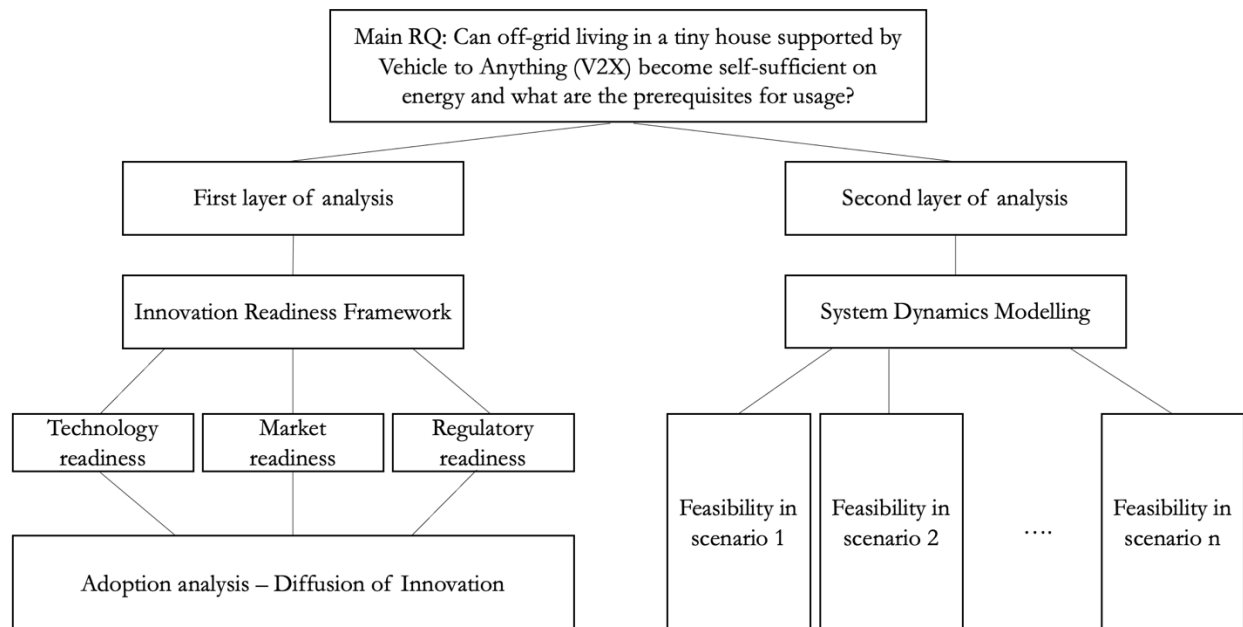 Main RQ: Can off-grid living in a tiny house supported by
Vehicle to Anything (V2X) become self-sufficient on
energy and what are the prerequisites for usage?
First layer of analysis
Second layer of analysis
Innovation Readiness Framework
System Dynamics Modelling
Technology
readiness
Market
readiness
Regulatory
readiness
Feasibility in
scenario 1
Feasibility in
scenario 2
....
Feasibility in
scenario n
Adoption analysis – Diffusion of Innovation